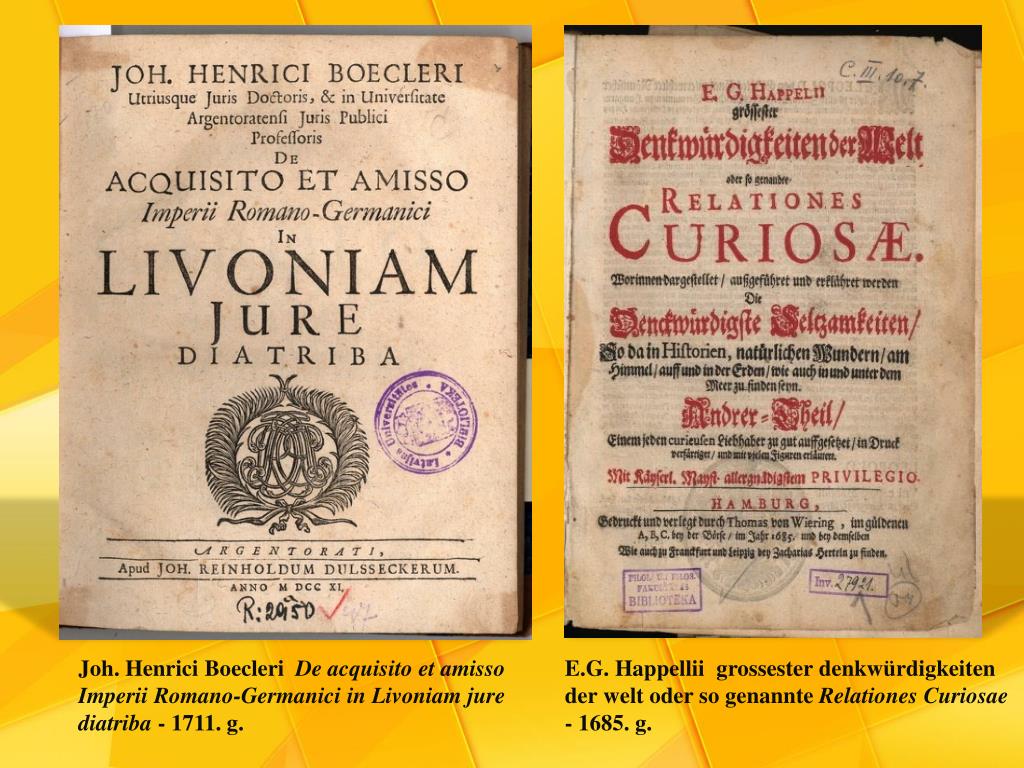 JOH. HENRICI BOECLERI
Utriusque Juris Doctoris, & in Universitate
Argentoratensi Juris Publici
Professoris
DE
ACQUISITO ET AMISSO
Imperii Romano-Germanici
IN
LIVONIAM
JURE
DIATRIBA
Latvijas Universitātes • BIBLIOTEKA •
ARGENTORATI,
Apud JOH. REINHOLDUM DULSSECKERUM.
ANNO M DCC XI.
R: 2950
C. III. 10, 7.
E. G. HAPPELII
grössester
Denkwürdigkeiten der Welt
oder so genandte
RELATIONES
CURIOSÆ.
Worinnen dargestellet / außgeführet und erklähret werden
Die
Denckwürdigste Seltzamkeiten /
So da in Historien, natürlichen Wundern / am
Himmel / auff und in der Erden / wie auch in und unter dem
Meer zu finden seyn.
Andrer-Theil /
Einem jeden curieusen Liebhaber zu gut auffgesetzet / in Druck
verfärtiget / und mit vielen Figuren erläutert.
Mit Käyserl. Mayst. allergnädigstem PRIVILEGIO.
HAMBURG,
Gedruckt und verlegt durch Thomas von Wiering, im güldenen
A, B, C. bey der Börse / im Jahr 1685. und bey demselben
Wie auch zu Franckfurt und Leipzig bey Zacharias Herteln zu finden.
BIBLIOTEKA
Inv. 27921.
Joh. Henrici Boecleri De acquisito et amisso
Imperii Romano-Germanici in Livoniam jure
diatriba - 1711. g.
E.G. Happellii grossester denkwürdigkeiten
der welt oder so genannte Relationes Curiosae
- 1685. g.